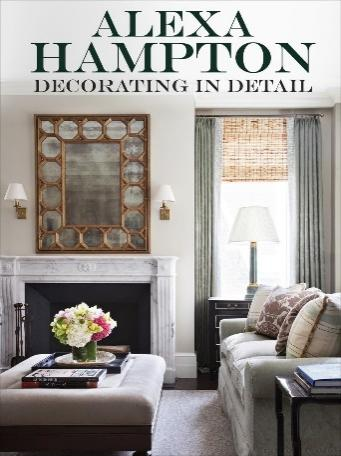 ALEXA
HAMPTON
DECORATING IN DETAIL